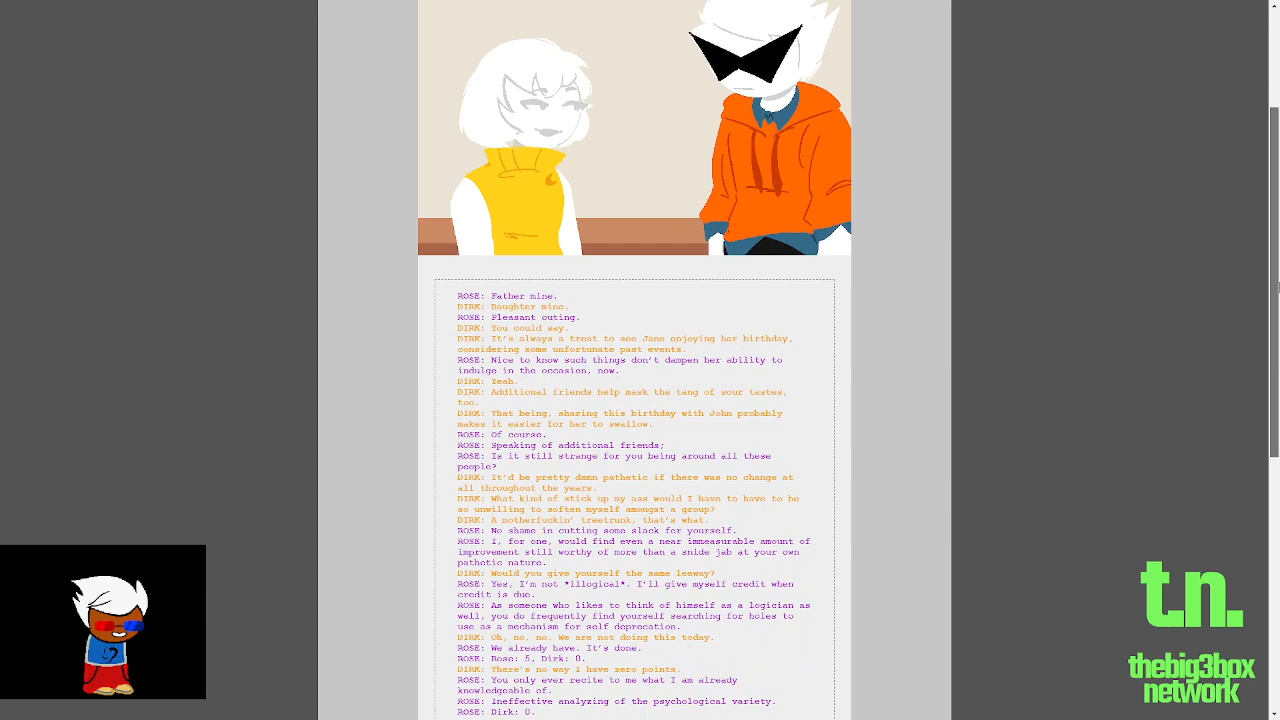 ROSE: Father mine.
DIRK: Daughter mine.
ROSE: Pleasant outing.
DIRK: You could say.
DIRK: It's always a treat to see Jane enjoying her birthday,
considering some unfortunate past events.
ROSE: Nice to know such things don't dampen her ability to
indulge in the occasion, now.
DIRK: Yeah.
DIRK: Additional friends help mask the tang of sour tastes,
too.
DIRK: That being, sharing this birthday with John probably
makes it easier for her to swallow.
ROSE: Of course.
ROSE: Speaking of additional friends;
ROSE: Is it still strange for you being around all these
people?
DIRK: It'd be pretty damn pathetic if there was no change at
all throughout the years.
DIRK: What kind of stick up my ass would I have to have to be
so unwilling to soften myself amongst a group?
DIRK: A motherfuckin' treetrunk, that's what.
ROSE: No shame in cutting some slack for yourself.
ROSE: I, for one, would find even a near immeasurable amount of
improvement still worthy of more than a snide jab at your own
pathetic nature.
DIRK: Would you give yourself the same leeway?
ROSE: Yes, I'm not *illogical*. I'll give myself credit when
credit is due.
ROSE: As someone who likes to think of himself as a logician as
well, you do frequently find yourself searching for holes to
use as a mechanism for self deprecation.
DIRK: Oh, no, no. We are not doing this today.
ROSE: We already have. It's done.
ROSE: Rose: 5, Dirk: 0.
DIRK: There's no way I have zero points.
ROSE: You only ever recite to me what I am already
knowledgeable of.
ROSE: Ineffective analyzing of the psychological variety.
ROSE: Dirk: 0.
t.n.
thebig3box
network